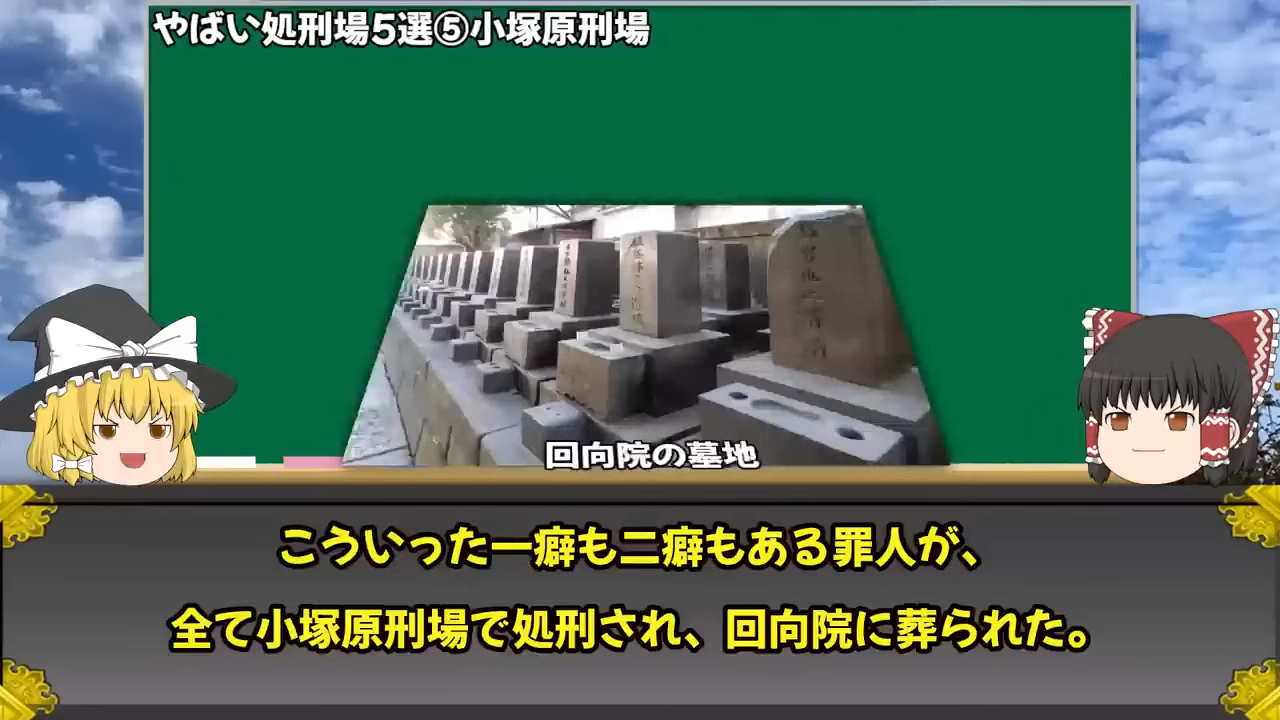 やばい処刑場5選⑤小塚原刑場
回向院の墓地
こういった一癖も二癖もある罪人が、
全て小塚原刑場で処刑され、回向院に葬られた。